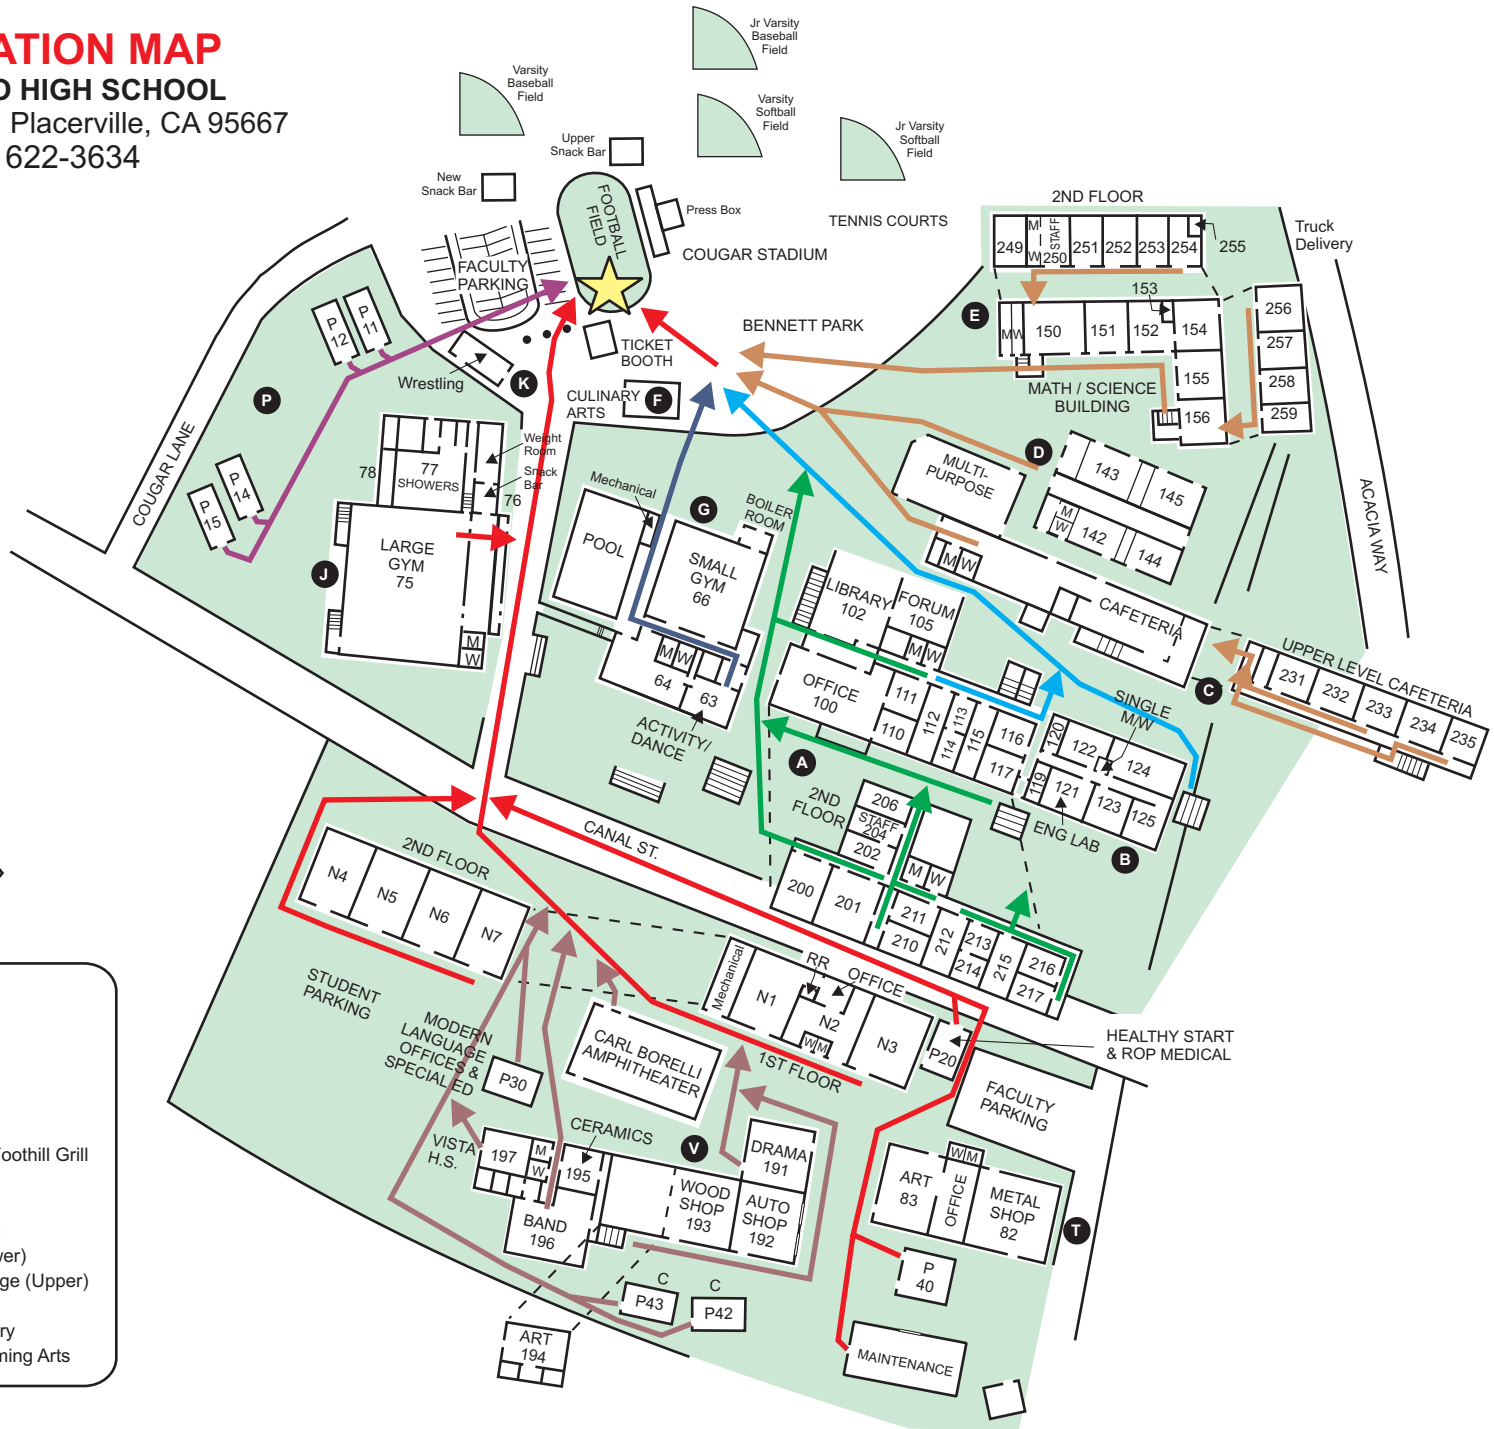 ATION MAP
HIGH SCHOOL
Placerville, CA 95667
622-3634
Jr Varsity
Baseball
Field
Varsity
Baseball
Field
Varsity
Softball
Field
Jr Varsity
Softball
Field
Upper
Snack Bar
New
Snack Bar
FOOTBALL
FIELD
Press Box
COUGAR STADIUM
TENNIS COURTS
2ND FLOOR
Truck
Delivery
249
M
W
STAFF
250
251
252
253
254
255
FACULTY
PARKING
153
E
MW
150
151
152
154
155
156
256
257
258
259
MATH / SCIENCE
BUILDING
BENNETT PARK
TICKET
BOOTH
P
12
P
11
Wrestling
K
CULINARY
ARTS
F
P
COUGAR LANE
P
14
P
15
Weight
Room
Snack
Bar
78
77
SHOWERS
76
LARGE
GYM
75
J
M
W
Mechanical
POOL
G
BOILER
ROOM
SMALL
GYM
66
M
W
64
63
ACTIVITY/
DANCE
D
MULTI-
PURPOSE
143
145
M
W
142
144
ACACIA WAY
M
W
CAFETERIA
LIBRARY
102
FORUM
105
M
W
C
UPPER LEVEL CAFETERIA
231
232
233
234
235
OFFICE
100
111
110
112
113
114
115
116
117
SINGLE
M/W
120
122
124
119
121
123
125
ENG LAB
B
A
2ND
FLOOR
206
STAFF
204
202
M
W
200
201
211
210
212
213
214
215
216
217
CANAL ST.
2ND FLOOR
N4
N5
N6
N7
STUDENT
PARKING
Mechanical
N1
RR
OFFICE
N2
W
M
N3
P20
1ST FLOOR
HEALTHY START
& ROP MEDICAL
MODERN
LANGUAGE
OFFICES &
SPECIAL ED
P30
CARL BORELLI
AMPHITHEATER
FACULTY
PARKING
VISTA
H.S.
197
M
W
CERAMICS
195
V
DRAMA
191
WOOD
SHOP
193
AUTO
SHOP
192
BAND
196
ART
83
OFFICE
W
M
METAL
SHOP
82
T
P
40
C
P43
C
P42
ART
194
MAINTENANCE
oothill Grill
ver)
ge (Upper)
ry
ming Arts